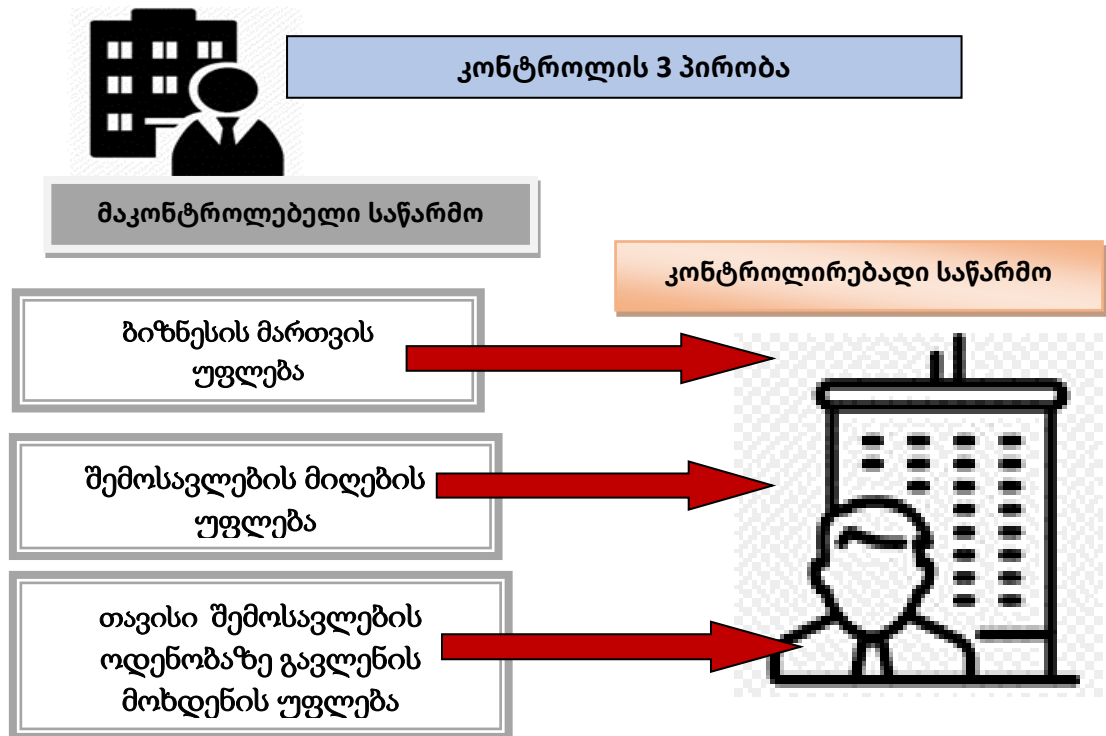 კონტროლის 3 პირობა
მაკონტროლებელი საწარმო
კონტროლირებადი საწარმო
ბიზნესის მართვის
უფლება
შემოსავლების მიღების
უფლება
თავისი შემოსავლების
ოდენობაზე გავლენის
მოხდენის უფლება